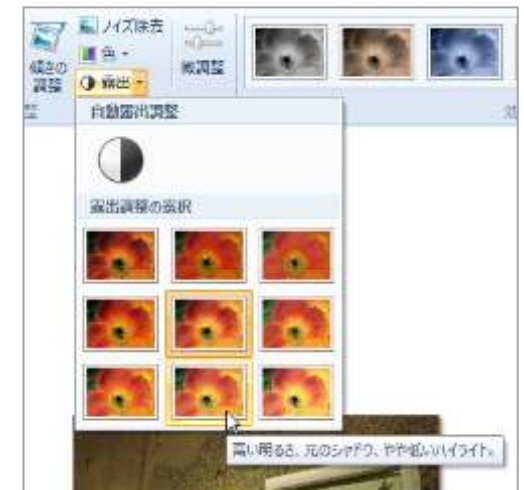 ノイズ除去
傾きの
調整
色
微調整
露出
整
効
自動露出調整
露出調整の選択
高い明るさ、元のシャドウ、やや低いハイライト。